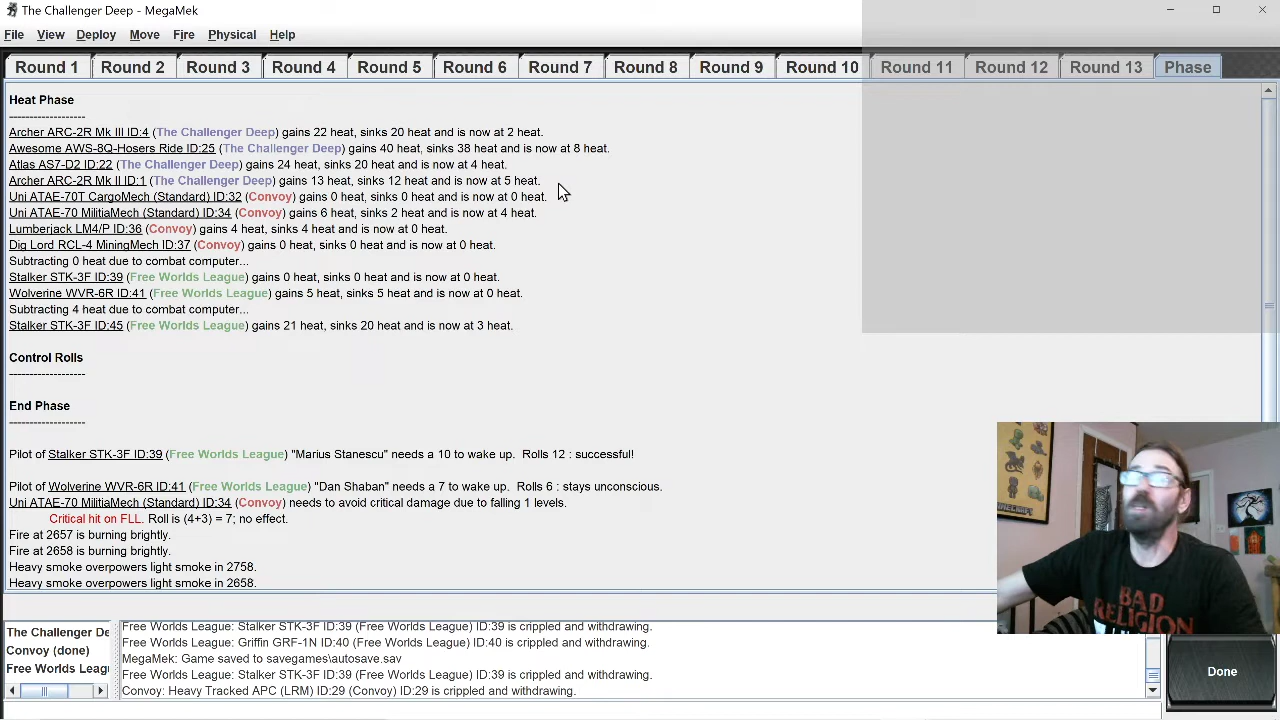 The Challenger Deep - MegaMek
File View Deploy Move Fire Physical Help
Round 1 Round 2 Round 3 Round 4 Round 5 Round 6 Round 7 Round 8 Round 9 Round 10 Round 11 Round 12 Round 13 Phase
Heat Phase
-------------------
Archer ARC-2R Mk III ID:4 (The Challenger Deep) gains 22 heat, sinks 20 heat and is now at 2 heat.
Awesome AWS-8Q-Hosers Ride ID:25 (The Challenger Deep) gains 40 heat, sinks 38 heat and is now at 8 heat.
Atlas AS7-D2 ID:22 (The Challenger Deep) gains 24 heat, sinks 20 heat and is now at 4 heat.
Archer ARC-2R Mk II ID:1 (The Challenger Deep) gains 13 heat, sinks 12 heat and is now at 5 heat.
Uni ATAE-70T CargoMech (Standard) ID:32 (Convoy) gains 0 heat, sinks 0 heat and is now at 0 heat.
Uni ATAE-70 MilitiaMech (Standard) ID:34 (Convoy) gains 6 heat, sinks 2 heat and is now at 4 heat.
Lumberjack LM4/P ID:36 (Convoy) gains 4 heat, sinks 4 heat and is now at 0 heat.
Dig Lord RCL-4 MiningMech ID:37 (Convoy) gains 0 heat, sinks 0 heat and is now at 0 heat.
Subtracting 0 heat due to combat computer...
Stalker STK-3F ID:39 (Free Worlds League) gains 0 heat, sinks 0 heat and is now at 0 heat.
Wolverine WVR-6R ID:41 (Free Worlds League) gains 5 heat, sinks 5 heat and is now at 0 heat.
Subtracting 4 heat due to combat computer...
Stalker STK-3F ID:45 (Free Worlds League) gains 21 heat, sinks 20 heat and is now at 3 heat.
Control Rolls
-------------------
End Phase
-------------------
Pilot of Stalker STK-3F ID:39 (Free Worlds League) "Marius Stanescu" needs a 10 to wake up. Rolls 12 : successful!
Pilot of Wolverine WVR-6R ID:41 (Free Worlds League) "Dan Shaban" needs a 7 to wake up. Rolls 6 : stays unconscious.
Uni ATAE-70 MilitiaMech (Standard) ID:34 (Convoy) needs to avoid critical damage due to falling 1 levels.
Critical hit on FLL. Roll is (4+3) = 7; no effect.
Fire at 2657 is burning brightly.
Fire at 2658 is burning brightly.
Heavy smoke overpowers light smoke in 2758.
Heavy smoke overpowers light smoke in 2658.
BAD
RELIGION
The Challenger De
Convoy (done)
Free Worlds Leagu
Free Worlds League: Stalker STK-3F ID:39 (Free Worlds League) ID:39 is crippled and withdrawing.
Free Worlds League: Griffin GRF-1N ID:40 (Free Worlds League) ID:40 is crippled and withdrawing.
MegaMek: Game saved to savegames\autosave.sav
Free Worlds League: Stalker STK-3F ID:39 (Free Worlds League) ID:39 is crippled and withdrawing.
Convoy: Heavy Tracked APC (LRM) ID:29 (Convoy) ID:29 is crippled and withdrawing.
Done